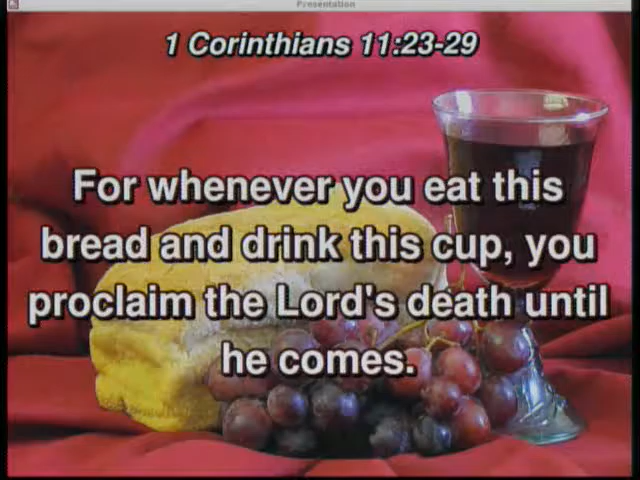 Presentation
1 Corinthians 11:23-29
For whenever you eat this
bread and drink this cup, you
proclaim the Lord's death until
he comes.